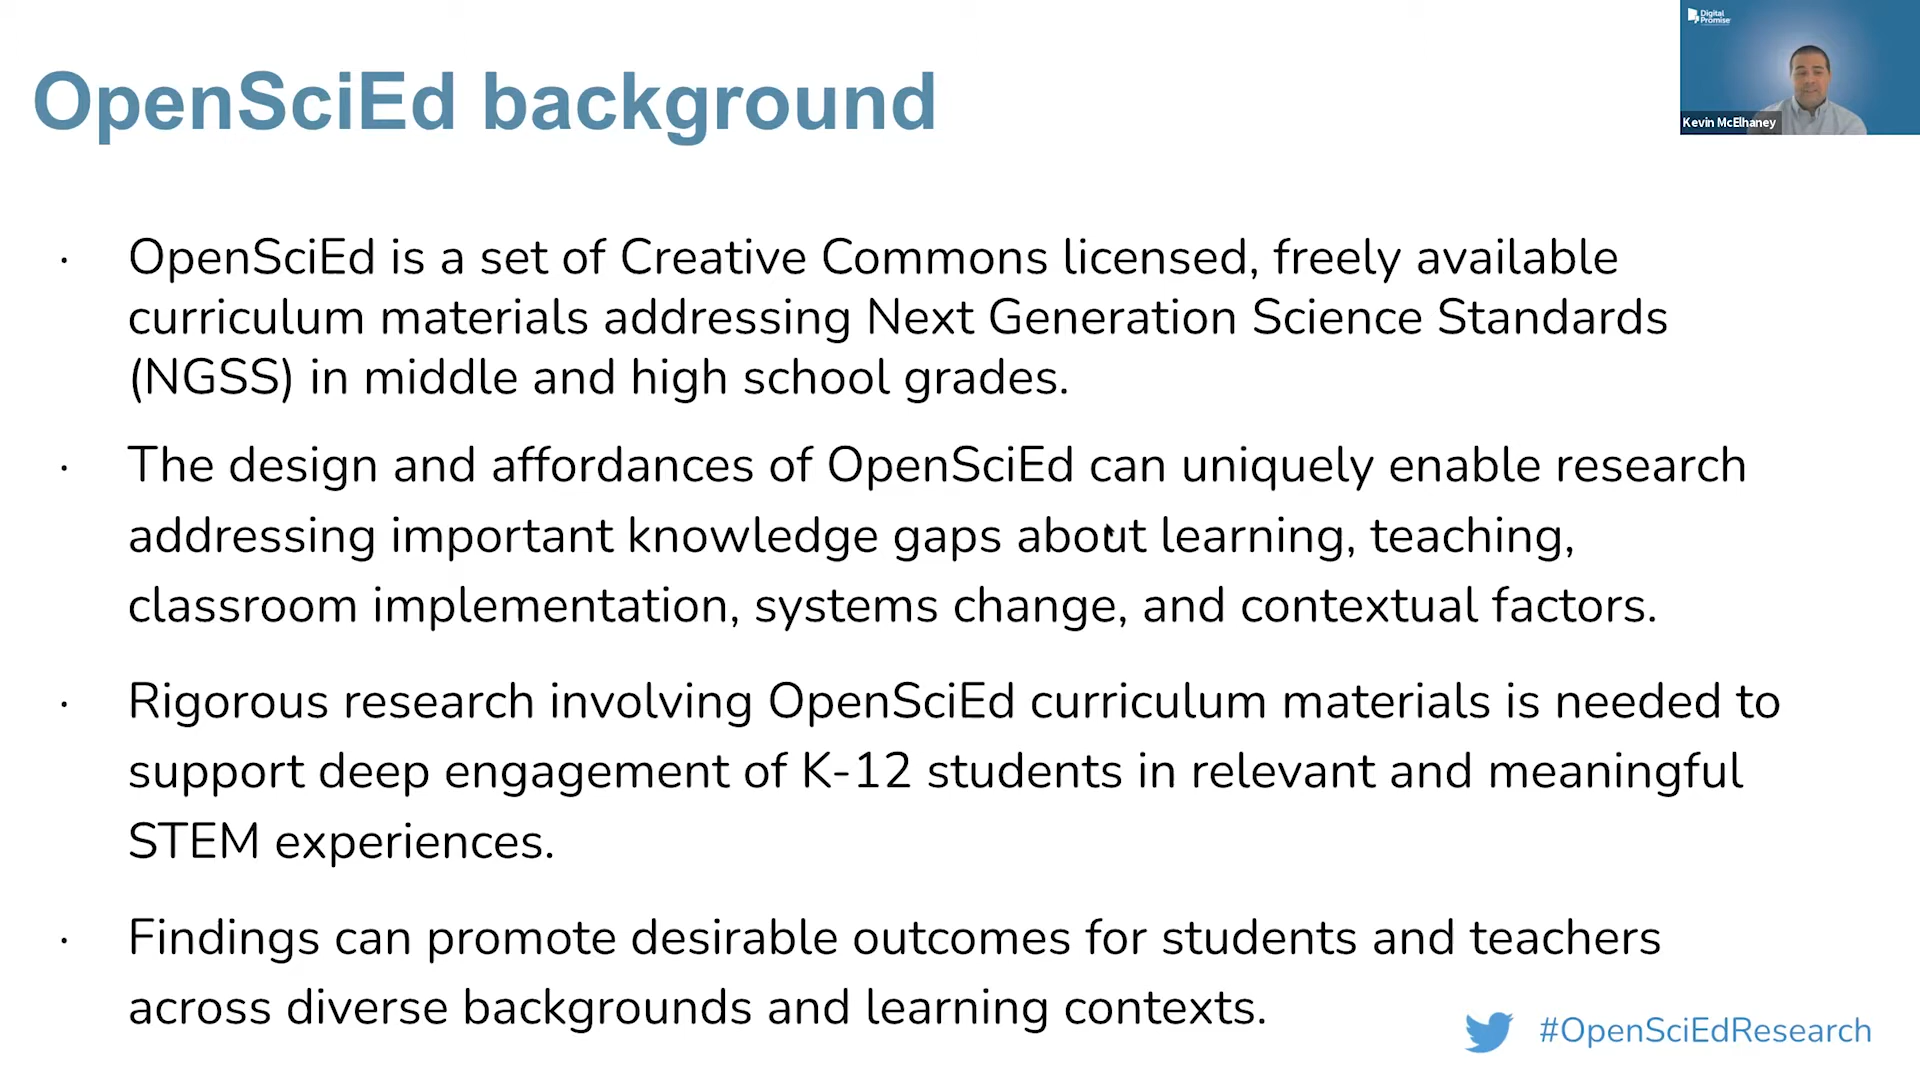 OpenSciEd background
Digital
Promise
Kevin McElhaney
· OpenSciEd is a set of Creative Commons licensed, freely available
curriculum materials addressing Next Generation Science Standards
(NGSS) in middle and high school grades.
· The design and affordances of OpenSciEd can uniquely enable research
addressing important knowledge gaps about learning, teaching,
classroom implementation, systems change, and contextual factors.
· Rigorous research involving OpenSciEd curriculum materials is needed to
support deep engagement of K-12 students in relevant and meaningful
STEM experiences.
· Findings can promote desirable outcomes for students and teachers
across diverse backgrounds and learning contexts.
#OpenSciEdResearch